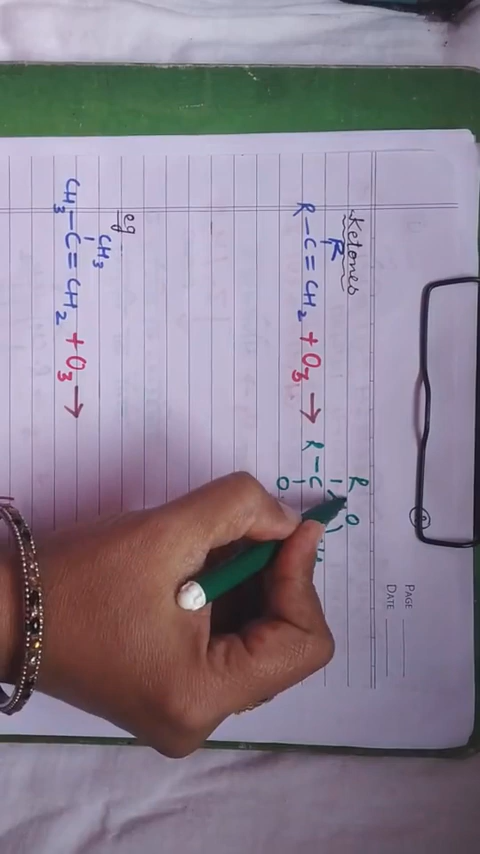 PAGE
DATE
Ketones
R R O
R-C=CH2 + O3 → R-C
O
eg
CH3
CH3-C=CH2 + O3 →